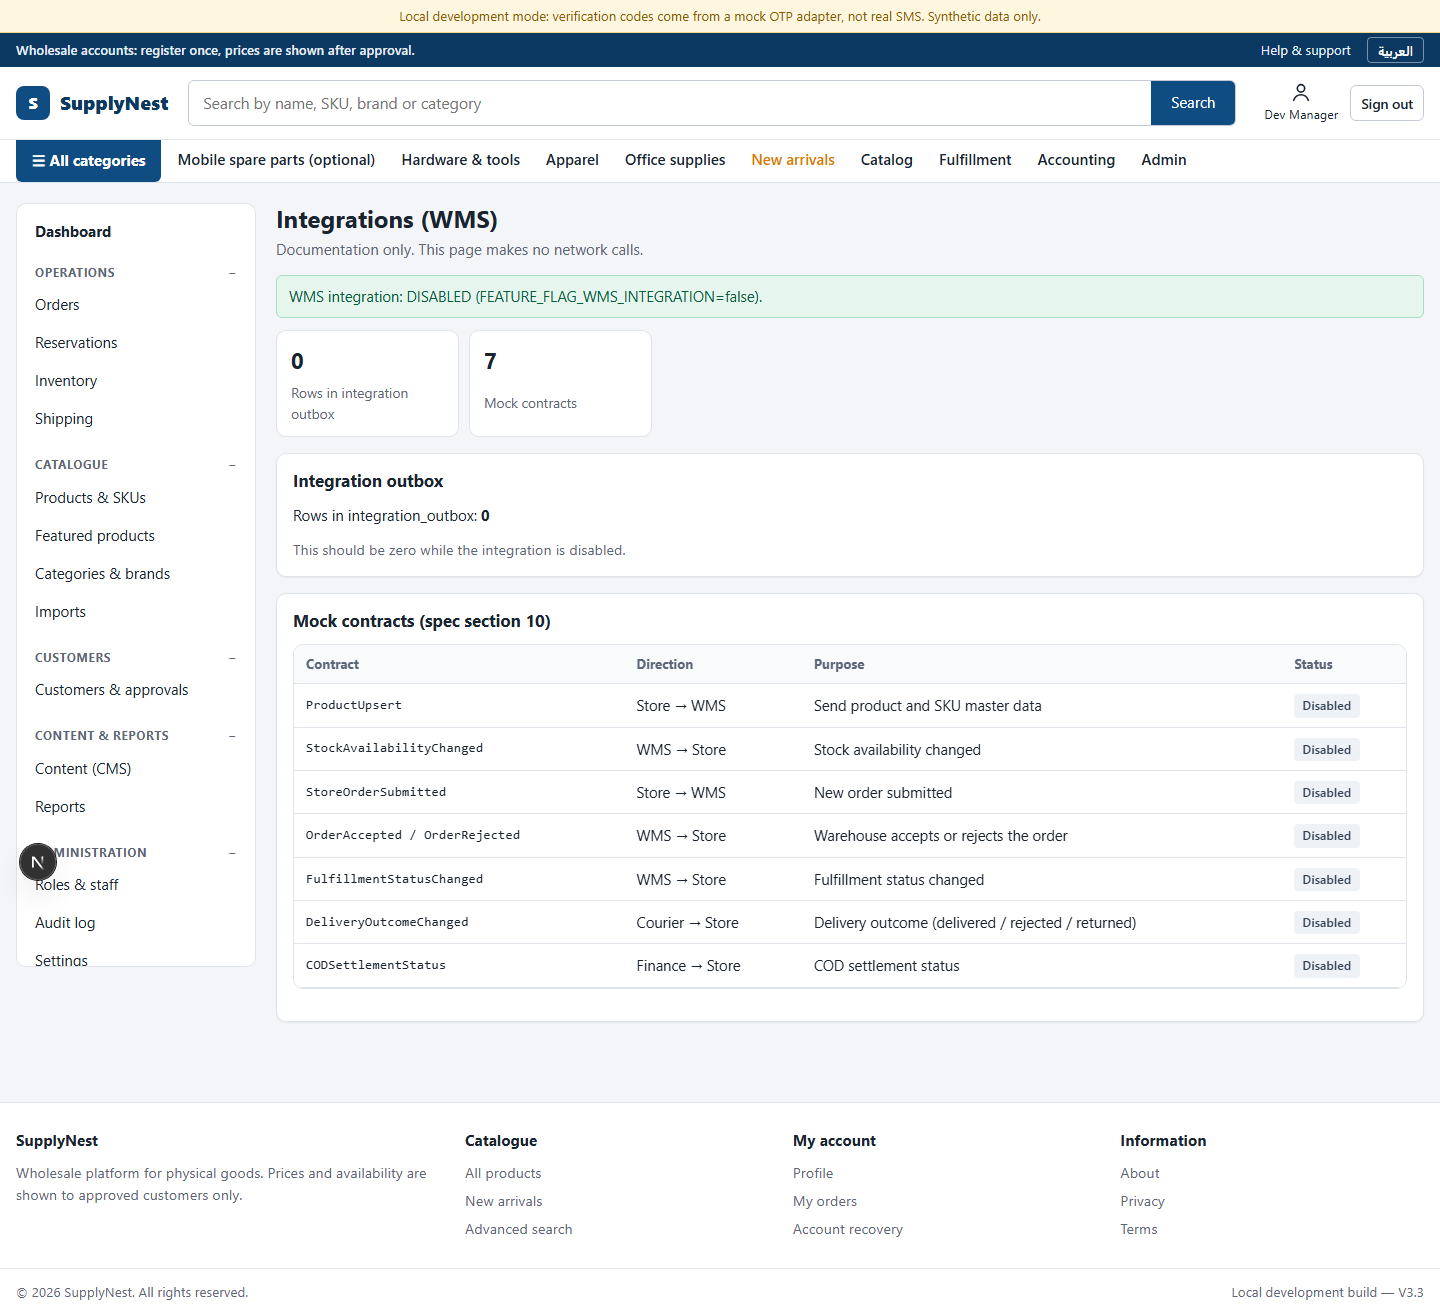 Local development mode: verification codes come from a mock OTP adapter, not real SMS. Synthetic data only.
Wholesale accounts: register once, prices are shown after approval.
Help & support
العربية
S
SupplyNest
Search by name, SKU, brand or category
Search
Dev Manager
Sign out
☰ All categories
Mobile spare parts (optional)
Hardware & tools
Apparel
Office supplies
New arrivals
Catalog
Fulfillment
Accounting
Admin
Dashboard
OPERATIONS –
Orders
Reservations
Inventory
Shipping
CATALOGUE –
Products & SKUs
Featured products
Categories & brands
Imports
CUSTOMERS –
Customers & approvals
CONTENT & REPORTS –
Content (CMS)
Reports
N
MINISTRATION –
Roles & staff
Audit log
Settings
Integrations (WMS)
Documentation only. This page makes no network calls.
WMS integration: DISABLED (FEATURE_FLAG_WMS_INTEGRATION=false).
0
Rows in integration
outbox
7
Mock contracts
Integration outbox
Rows in integration_outbox: 0
This should be zero while the integration is disabled.
Mock contracts (spec section 10)
Contract Direction Purpose Status
ProductUpsert Store → WMS Send product and SKU master data Disabled
StockAvailabilityChanged WMS → Store Stock availability changed Disabled
StoreOrderSubmitted Store → WMS New order submitted Disabled
OrderAccepted / OrderRejected WMS → Store Warehouse accepts or rejects the order Disabled
FulfillmentStatusChanged WMS → Store Fulfillment status changed Disabled
DeliveryOutcomeChanged Courier → Store Delivery outcome (delivered / rejected / returned) Disabled
CODSettlementStatus Finance → Store COD settlement status Disabled
SupplyNest
Wholesale platform for physical goods. Prices and availability are
shown to approved customers only.
Catalogue
All products
New arrivals
Advanced search
My account
Profile
My orders
Account recovery
Information
About
Privacy
Terms
© 2026 SupplyNest. All rights reserved.
Local development build — V3.3